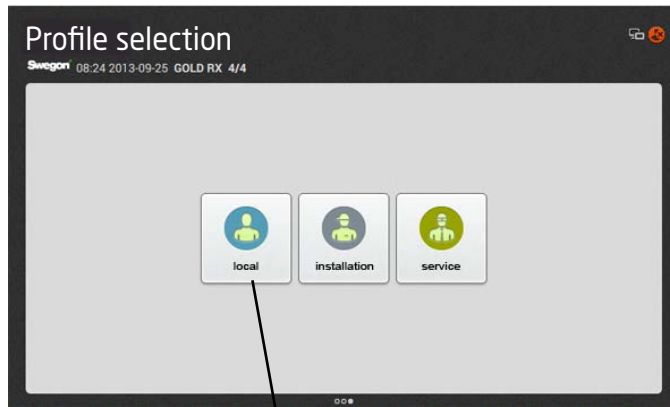 Profile selection
Swegon 08:24 2013-09-25 GOLD RX 4/4
local installation service